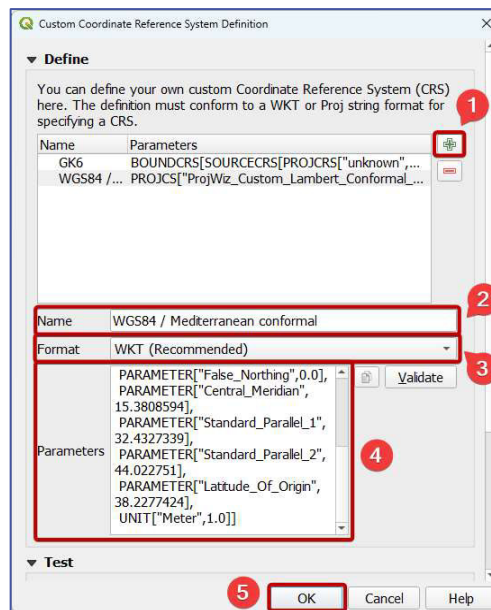 Custom Coordinate Reference System Definition
Define
You can define your own custom Coordinate Reference System (CRS)
here. The definition must conform to a WKT or Proj string format for
specifying a CRS.
1
Name Parameters
GK6 BOUNDCRS[SOURCECRS[PROJCRS["unknown",...
WGS84 /... PROJCS["ProjWiz_Custom_Lambert_Conformal_...
2
Name WGS84 / Mediterranean conformal
Format WKT (Recommended)
3
PARAMETER["False_Northing",0.0],
Validate
PARAMETER["Central_Meridian",
15.3808594],
PARAMETER["Standard_Parallel_1",
32.4327339],
Parameters
PARAMETER["Standard_Parallel_2",
4
44.022751],
PARAMETER["Latitude_Of_Origin",
38.2277424],
UNIT["Meter",1.0]]
Test
5
OK Cancel Help